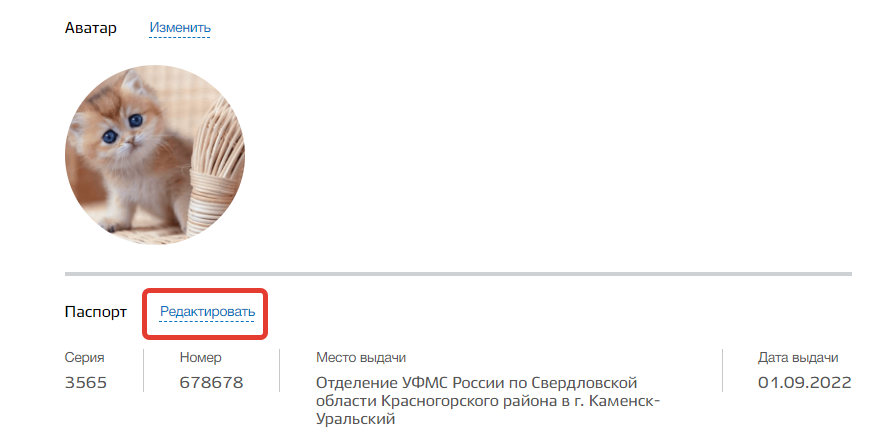 Аватар Изменить
Паспорт Редактировать
Серия Номер Место выдачи Дата выдачи
3565 678678 Отделение УФМС России по Свердловской 01.09.2022
области Красногорского района в г. Каменск-
Уральский